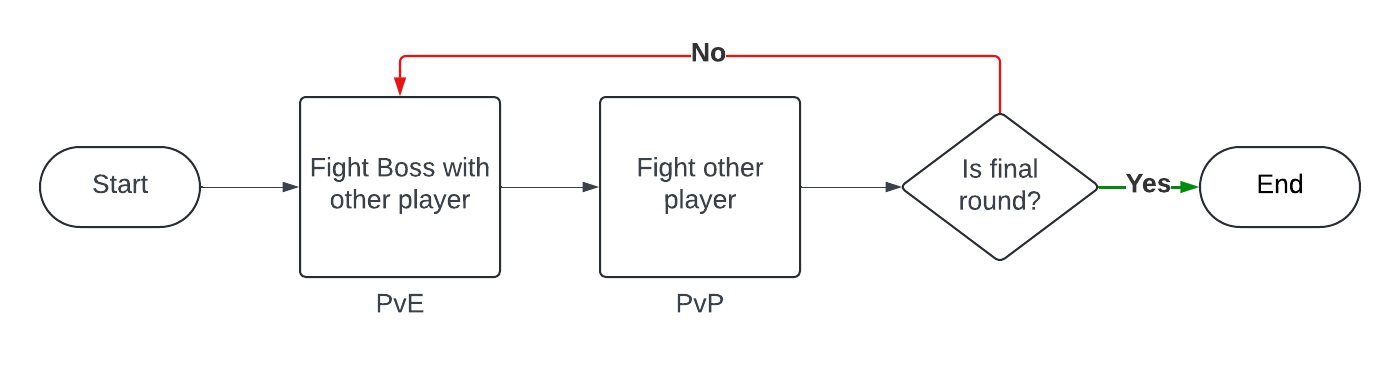 No
Start
Fight Boss with
other player
Fight other
player
Is final
round?
Yes
End
PvE
PvP